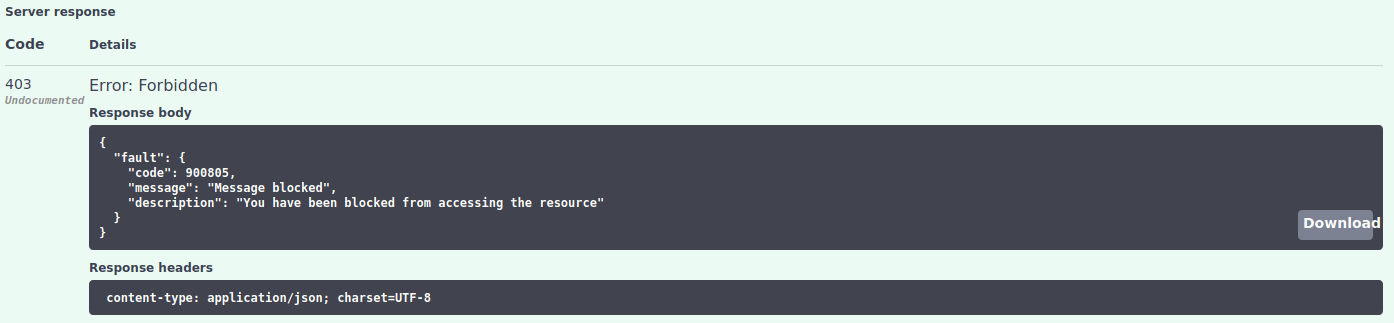 Server response
Code Details
403 Error: Forbidden
Undocumented
Response body
{
  "fault": {
    "code": 900805,
    "message": "Message blocked",
    "description": "You have been blocked from accessing the resource"
  }
}
Download
Response headers
content-type: application/json; charset=UTF-8